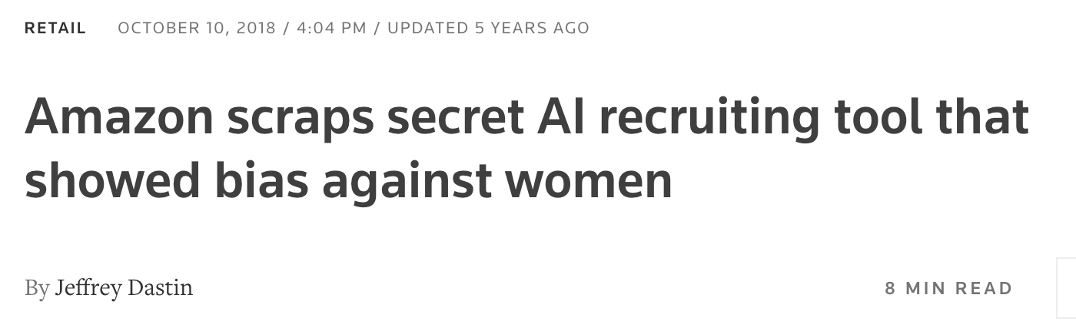 RETAIL OCTOBER 10, 2018 / 4:04 PM / UPDATED 5 YEARS AGO
Amazon scraps secret AI recruiting tool that
showed bias against women
By Jeffrey Dastin 8 MIN READ